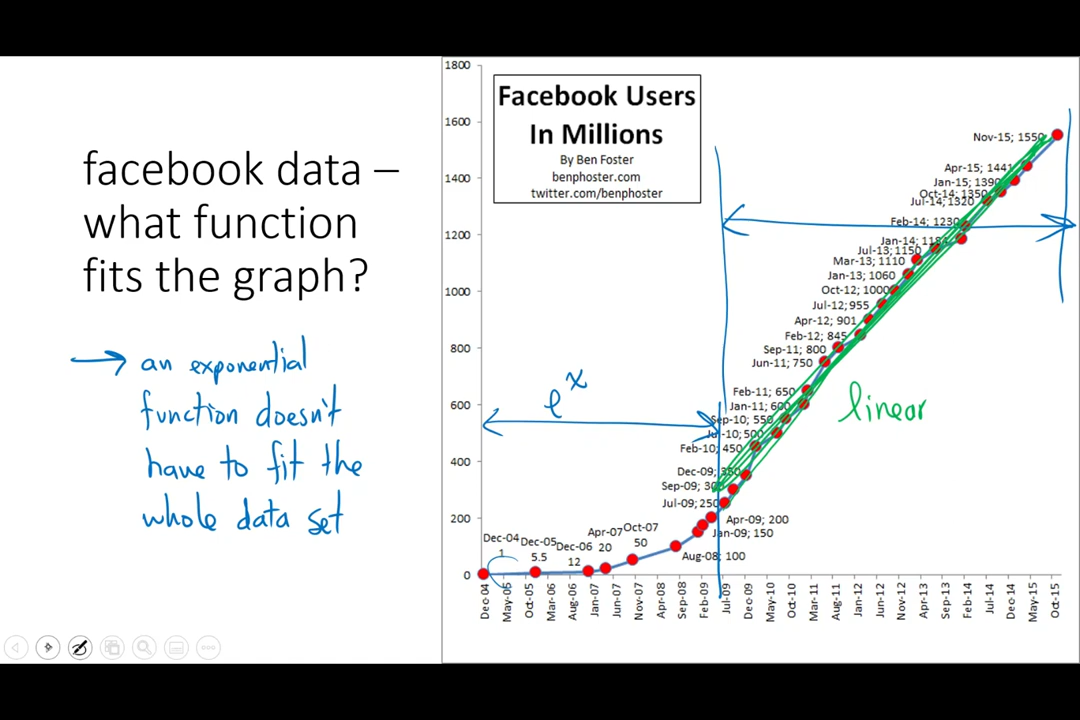 facebook data –
what function
fits the graph?
→ an exponential
function doesn't
have to fit the
whole data set
Facebook Users
In Millions
By Ben Foster
benphoster.com
twitter.com/benphoster
1800
1600
1400
1200
1000
800
600
400
200
0
Nov-15; 1550
Apr-15; 1441
Jan-15; 1390
Oct-14; 1350
Jul-14; 1320
Feb-14; 1230
Jan-14; 1184
Jul-13; 1150
Mar-13; 1110
Jan-13; 1060
Oct-12; 1000
Jul-12; 955
Apr-12; 901
Feb-12; 845
Sep-11; 800
Jun-11; 750
Feb-11; 650
Jan-11; 600
Sep-10; 550
Jul-10; 500
Feb-10; 450
Dec-09; 350
Sep-09; 300
Jul-09; 250
Apr-09; 200
Jan-09; 150
Aug-08; 100
Oct-07
50
Apr-07
20
Dec-06
12
Dec-05
5.5
Dec-04
1
e^x
linear
Dec-04 May-05 Oct-05 Mar-06 Aug-06 Jan-07 Jun-07 Nov-07 Apr-08 Sep-08 Feb-09 Jul-09 Dec-09 May-10 Oct-10 Mar-11 Aug-11 Jan-12 Jun-12 Nov-12 Apr-13 Sep-13 Feb-14 Jul-14 Dec-14 May-15 Oct-15